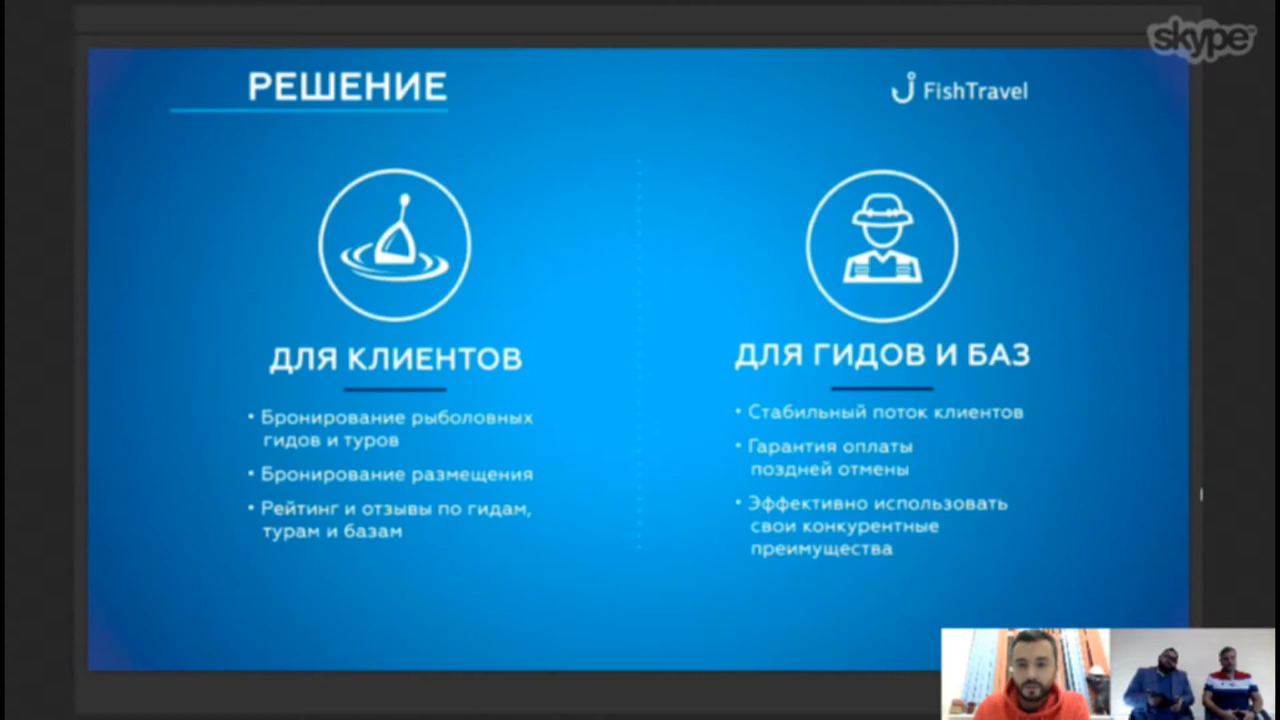 skype
РЕШЕНИЕ
FishTravel
ДЛЯ КЛИЕНТОВ
• Бронирование рыболовных
гидов и туров
• Бронирование размещения
• Рейтинг и отзывы по гидам,
турам и базам
ДЛЯ ГИДОВ И БАЗ
• Стабильный поток клиентов
• Гарантия оплаты
поздней отмены
• Эффективно использовать
свои конкурентные
преимущества